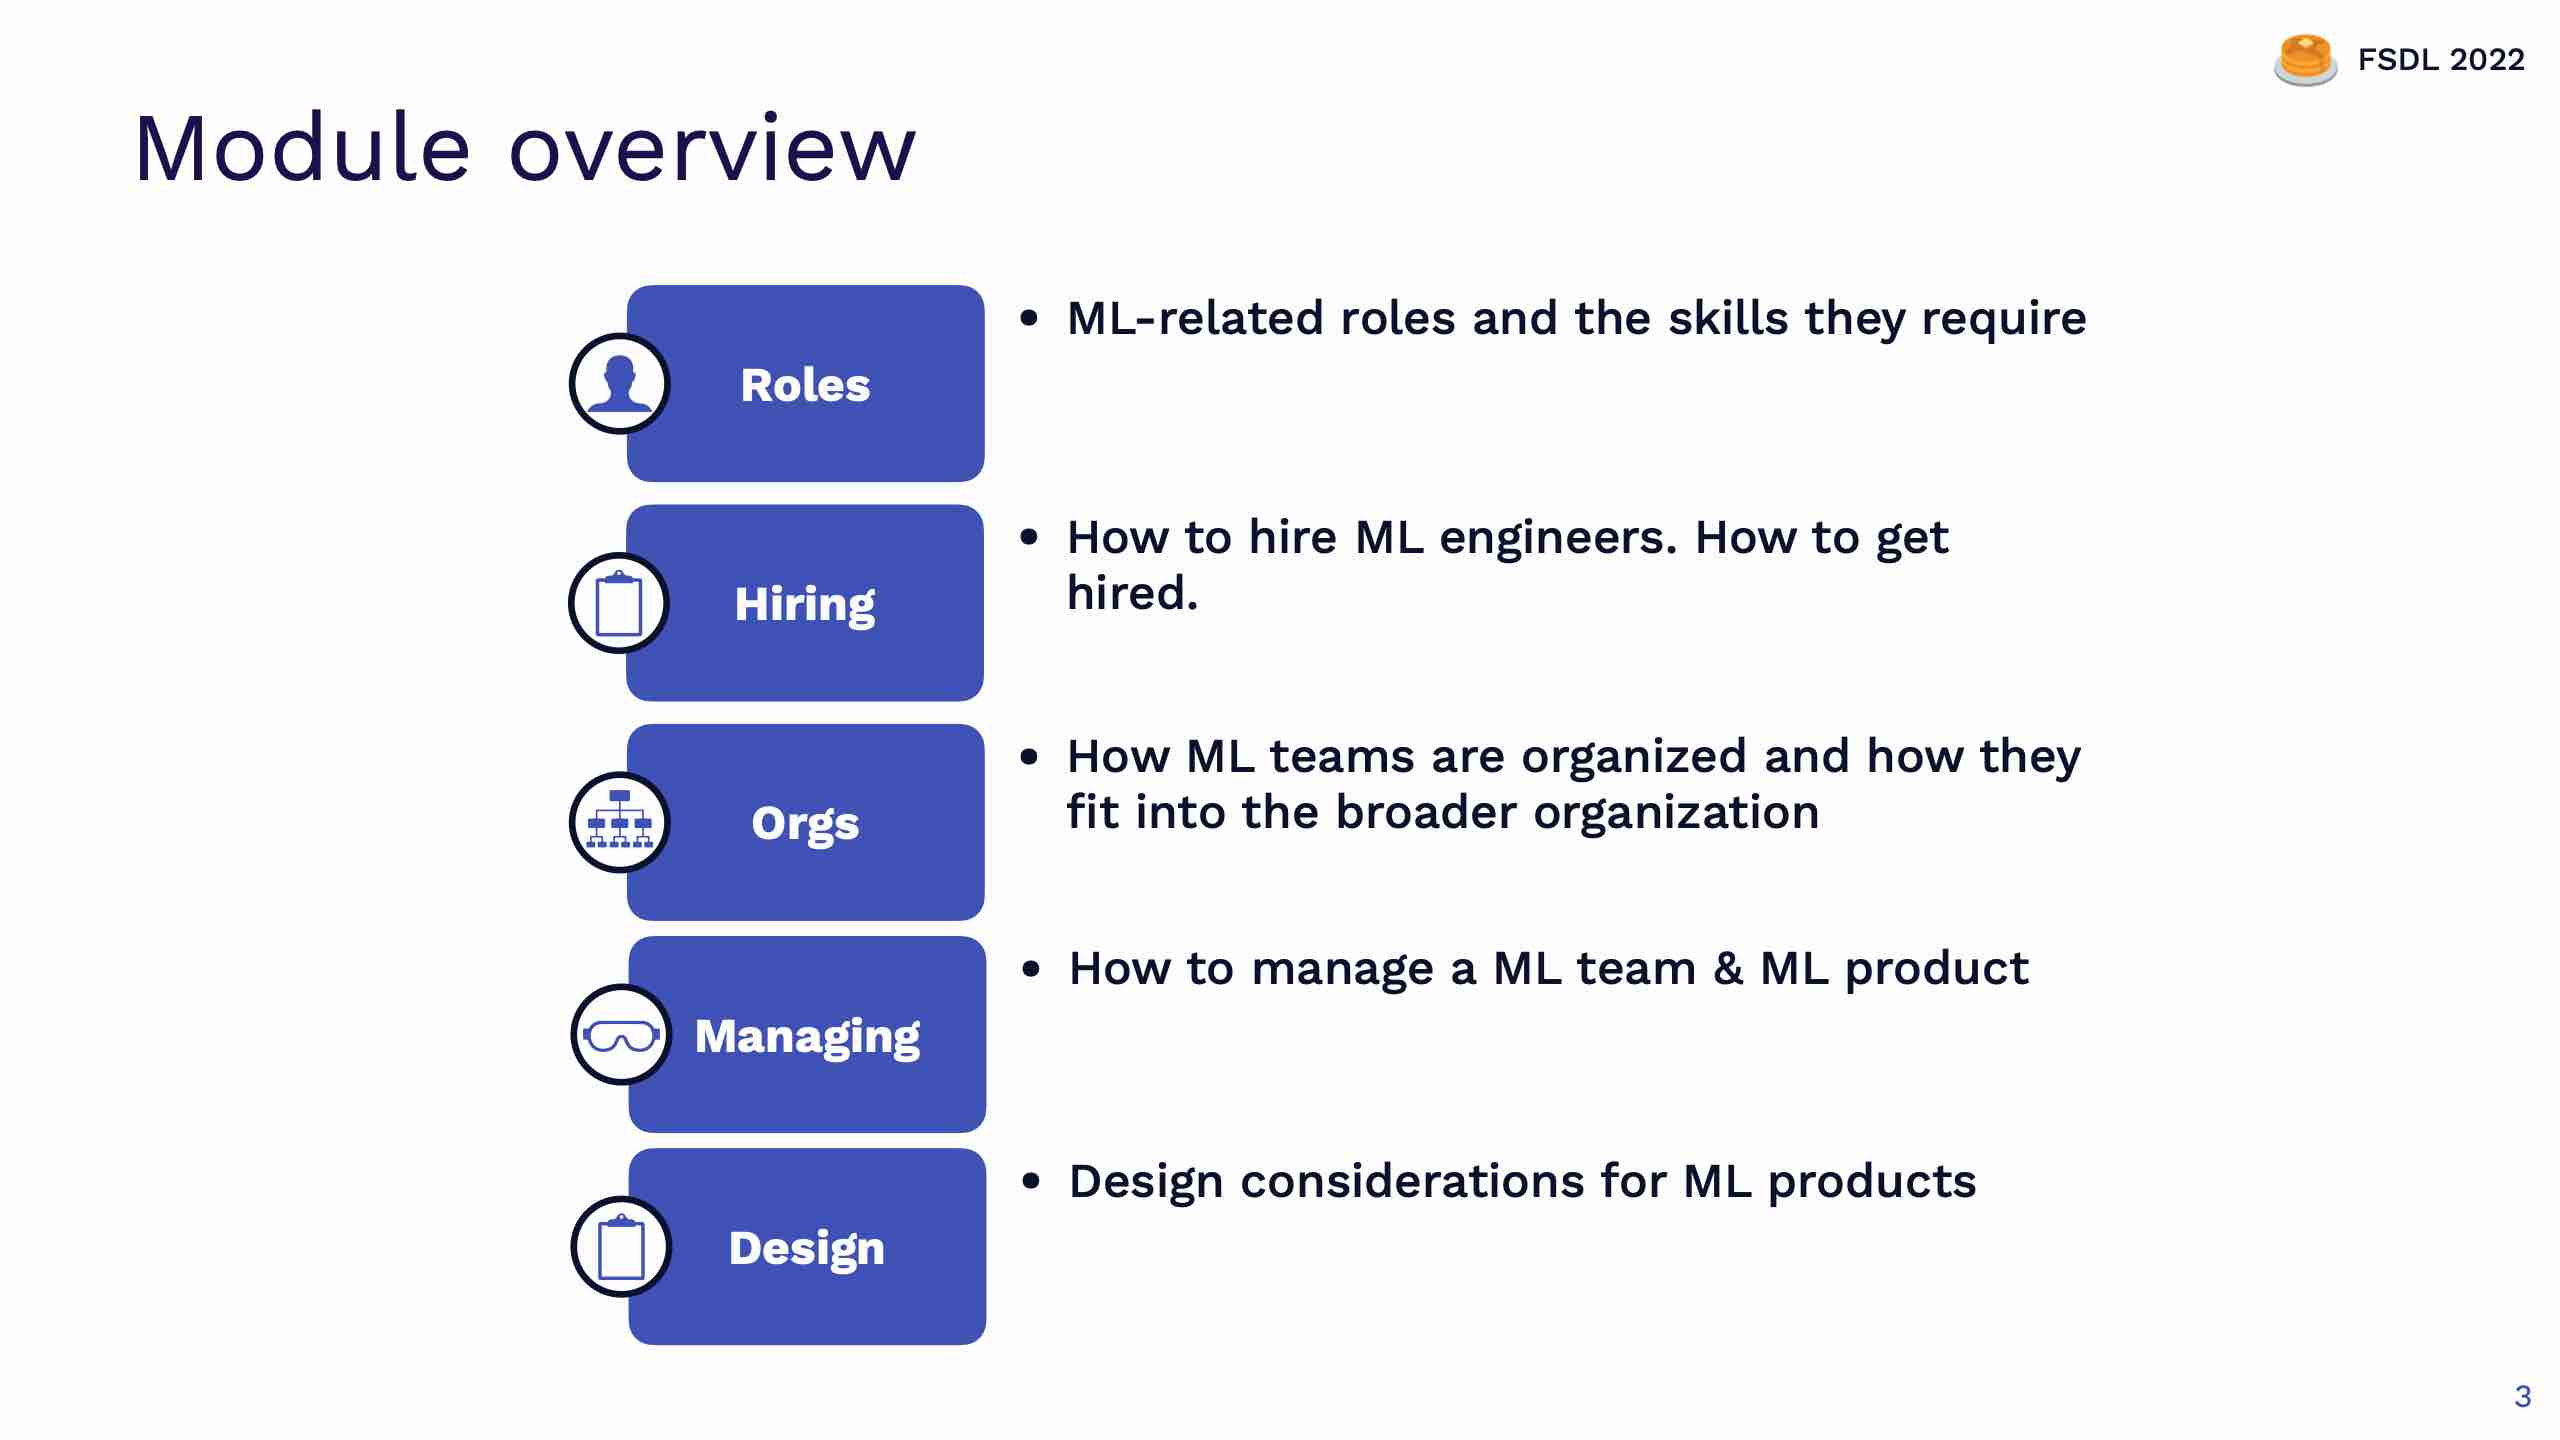 FSDL 2022
Module overview
Roles
• ML-related roles and the skills they require
Hiring
• How to hire ML engineers. How to get
hired.
Orgs
• How ML teams are organized and how they
fit into the broader organization
Managing
• How to manage a ML team & ML product
Design
• Design considerations for ML products
3